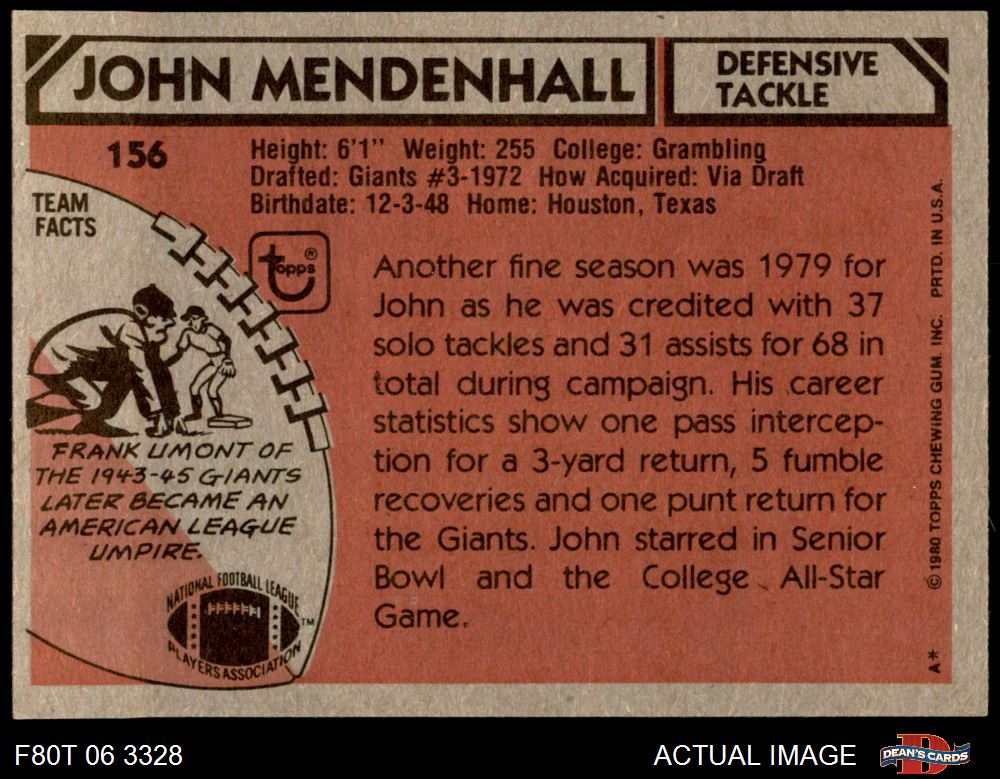 JOHN MENDENHALL
DEFENSIVE
TACKLE
156
Height: 6'1" Weight: 255 College: Grambling
Drafted: Giants #3-1972 How Acquired: Via Draft
Birthdate: 12-3-48 Home: Houston, Texas
TEAM
FACTS
topps®
Another fine season was 1979 for
John as he was credited with 37
solo tackles and 31 assists for 68 in
total during campaign. His career
statistics show one pass intercep-
tion for a 3-yard return, 5 fumble
recoveries and one punt return for
the Giants. John starred in Senior
Bowl and the College All-Star
Game.
FRANK UMONT OF
THE 1943-45 GIANTS
LATER BECAME AN
AMERICAN LEAGUE
UMPIRE.
NATIONAL FOOTBALL LEAGUE
PLAYERS ASSOCIATION
TM
A* © 1980 TOPPS CHEWING GUM. INC. PRTD. IN U.S.A.
F80T 06 3328
ACTUAL IMAGE
D
DEAN'S CARDS